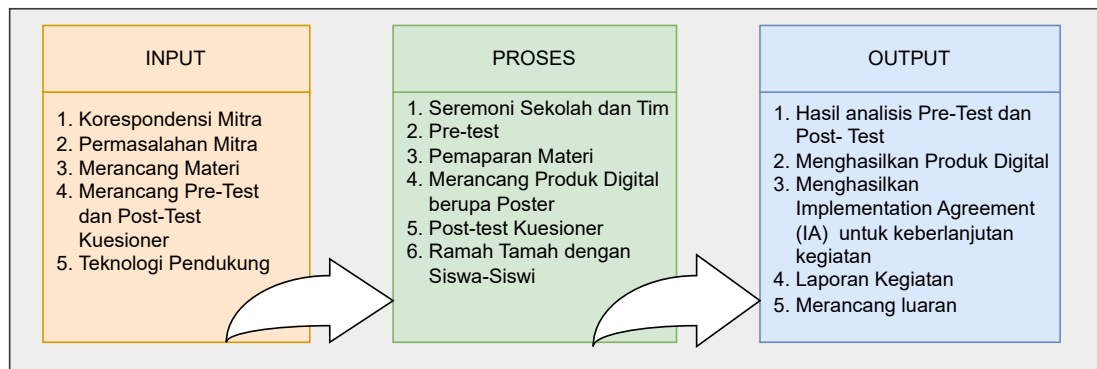 INPUT
1. Korespondensi Mitra
2. Permasalahan Mitra
3. Merancang Materi
4. Merancang Pre-Test
dan Post-Test
Kuesioner
5. Teknologi Pendukung
PROSES
1. Seremoni Sekolah dan Tim
2. Pre-test
3. Pemaparan Materi
4. Merancang Produk Digital
berupa Poster
5. Post-test Kuesioner
6. Ramah Tamah dengan
Siswa-Siswi
OUTPUT
1. Hasil analisis Pre-Test dan
Post- Test
2. Menghasilkan Produk Digital
3. Menghasilkan
Implementation Agreement
(IA) untuk keberlanjutan
kegiatan
4. Laporan Kegiatan
5. Merancang luaran